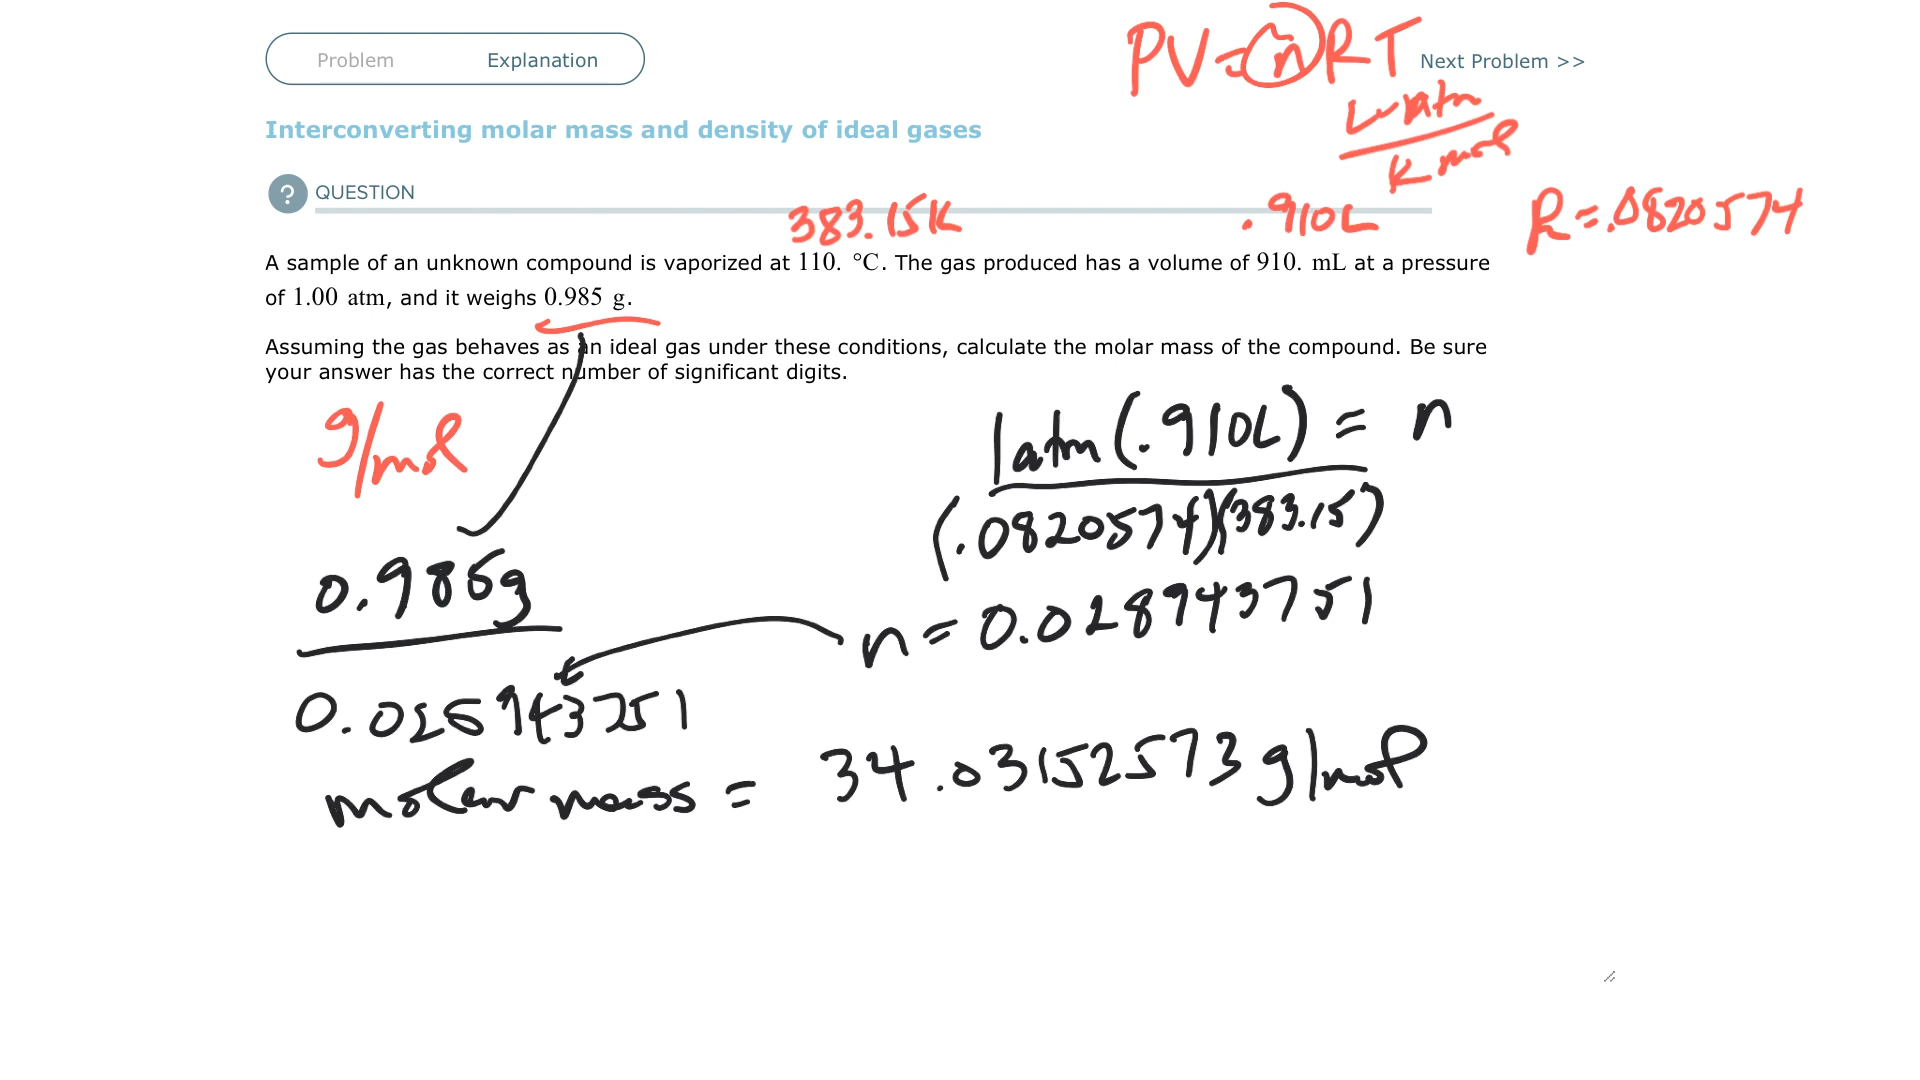 Problem Explanation
PV=nRT
Next Problem >>
L atm
K mol
Interconverting molar mass and density of ideal gases
? QUESTION
383.15K
.910L
R=.0820574
A sample of an unknown compound is vaporized at 110. °C. The gas produced has a volume of 910. mL at a pressure
of 1.00 atm, and it weighs 0.985 g.
Assuming the gas behaves as an ideal gas under these conditions, calculate the molar mass of the compound. Be sure
your answer has the correct number of significant digits.
g/mol
1atm(.910L) = n
(.0820574)(383.15)
0.985g
n=0.028943751
0.028943751
molar mass = 34.03152573 g/mol